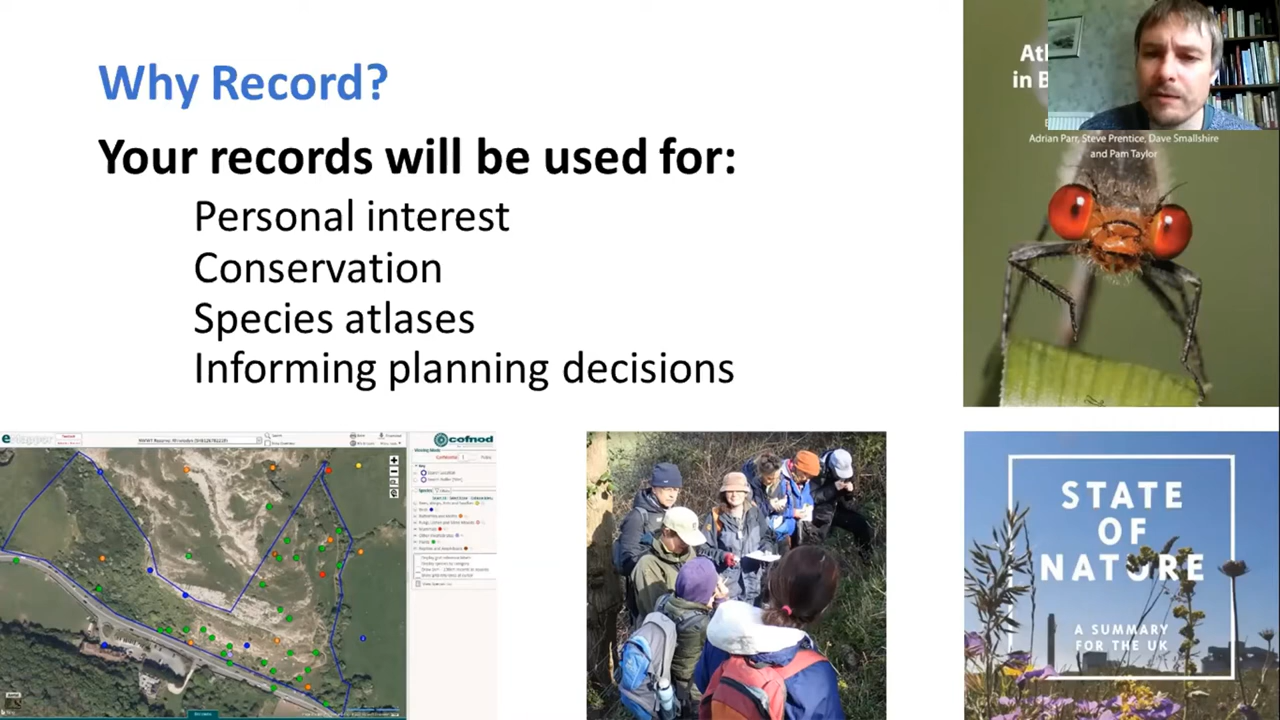 Why Record?
Your records will be used for:
Personal interest
Conservation
Species atlases
Informing planning decisions
in B
Adrian Parr, Steve Prentice, Dave Smallshire
and Pam Taylor
cofnod
STATE
OF
NATURE
A SUMMARY
FOR THE UK